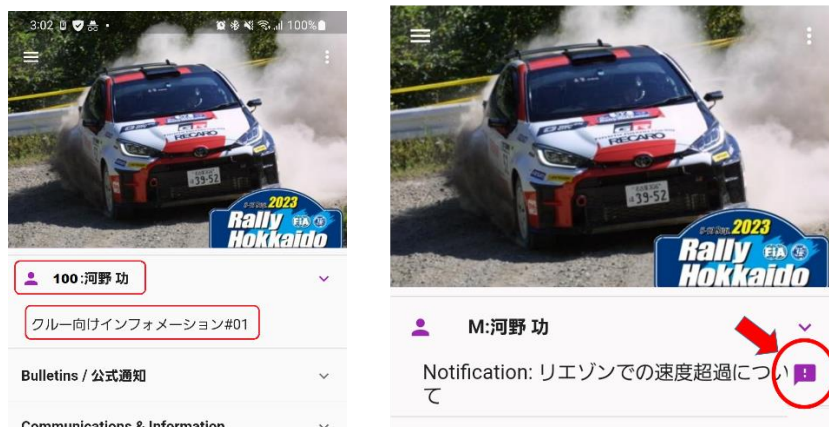 3:02
100%
RECARO
39-52
2023
Rally FIA
Hokkaido
100:河野 功
クルー向けインフォメーション#01
Bulletins / 公式通知
Communications & Information
RECARO
39-52
2023
Rally FIA
Hokkaido
M:河野 功
Notification: リエゾンでの速度超過につい
て